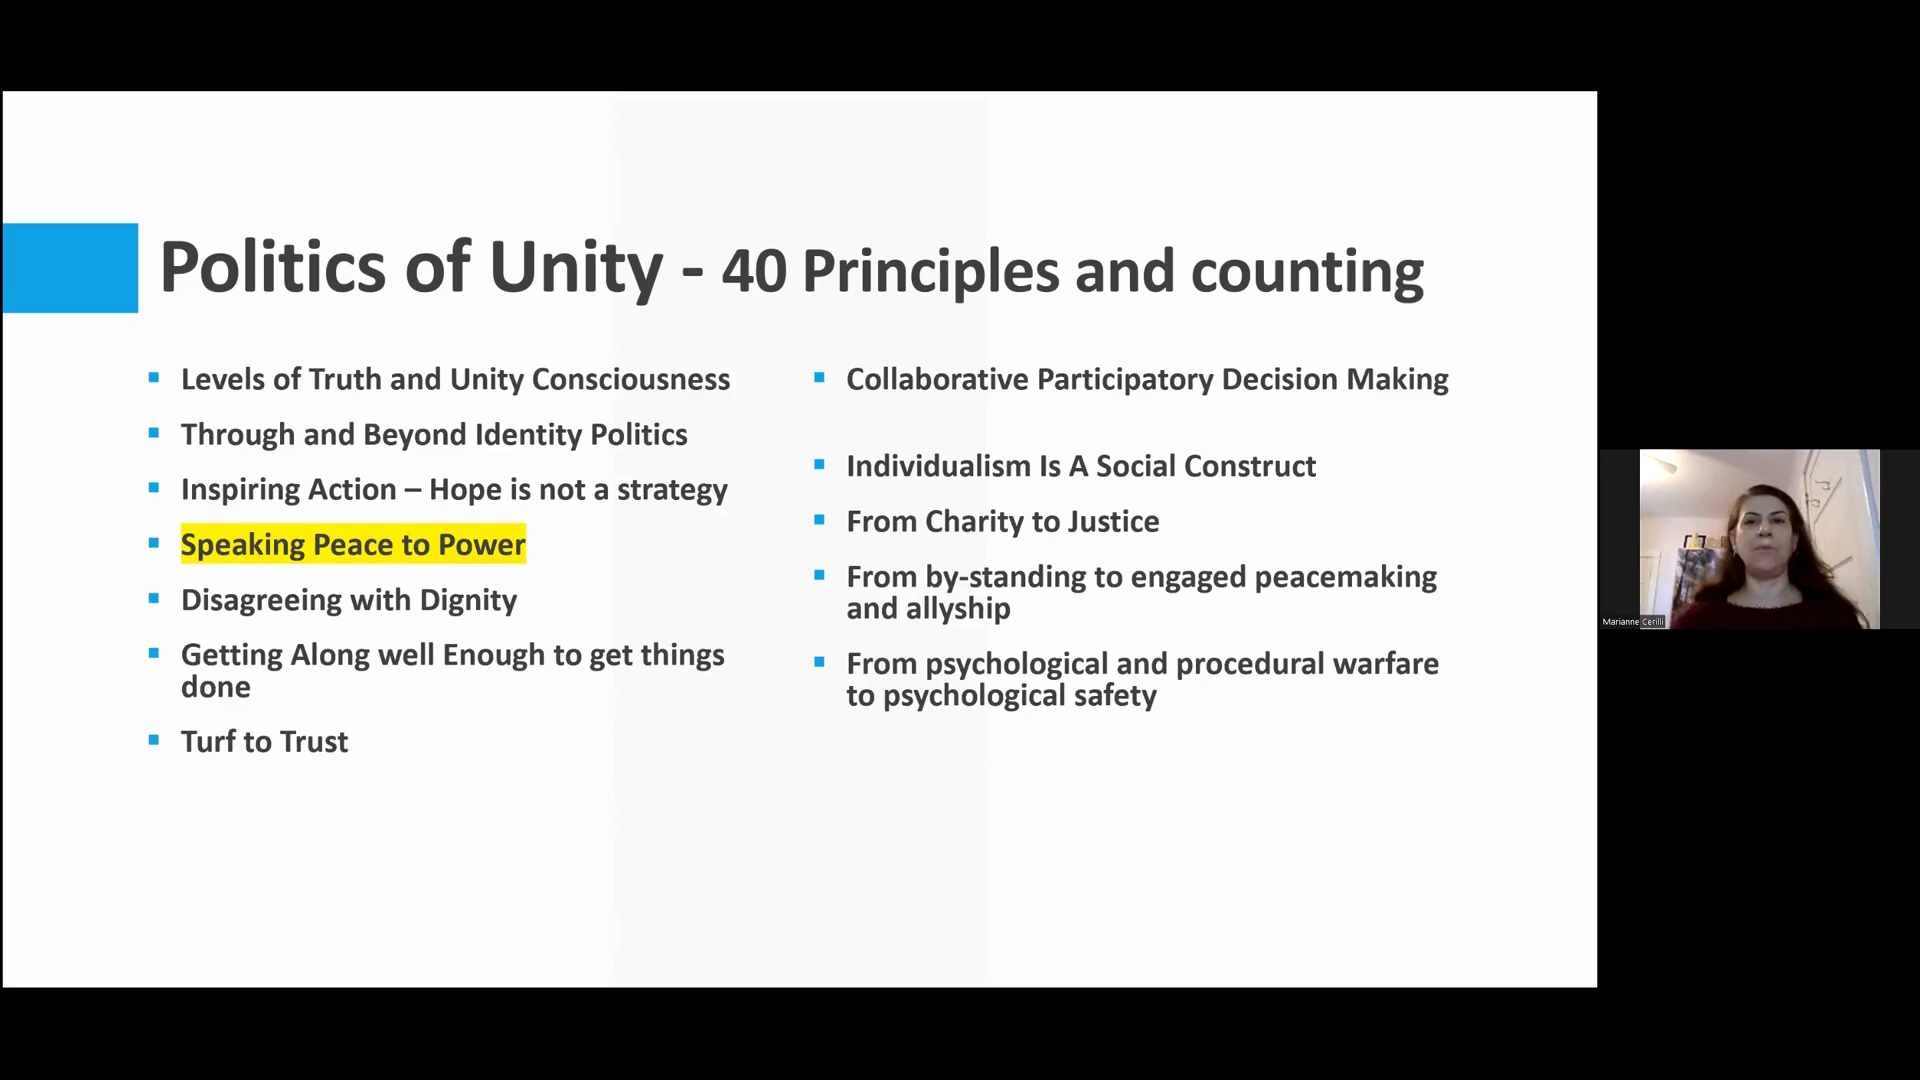 Politics of Unity - 40 Principles and counting
Levels of Truth and Unity Consciousness
Through and Beyond Identity Politics
Inspiring Action – Hope is not a strategy
Speaking Peace to Power
Disagreeing with Dignity
Getting Along well Enough to get things
done
Turf to Trust
Collaborative Participatory Decision Making
Individualism Is A Social Construct
From Charity to Justice
From by-standing to engaged peacemaking
and allyship
From psychological and procedural warfare
to psychological safety
Marianne Cerilli